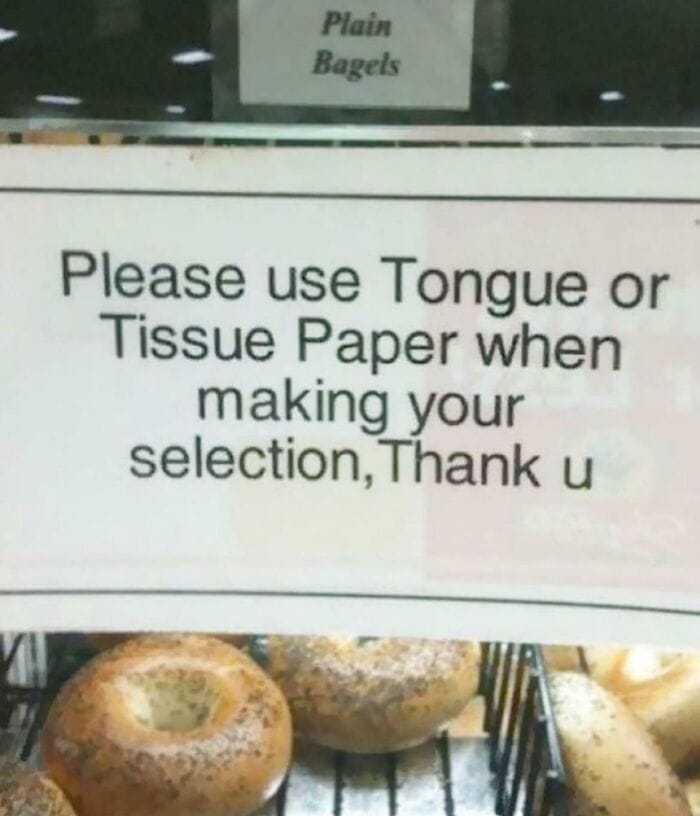 Plain
Bagels
Please use Tongue or
Tissue Paper when
making your
selection,Thank u